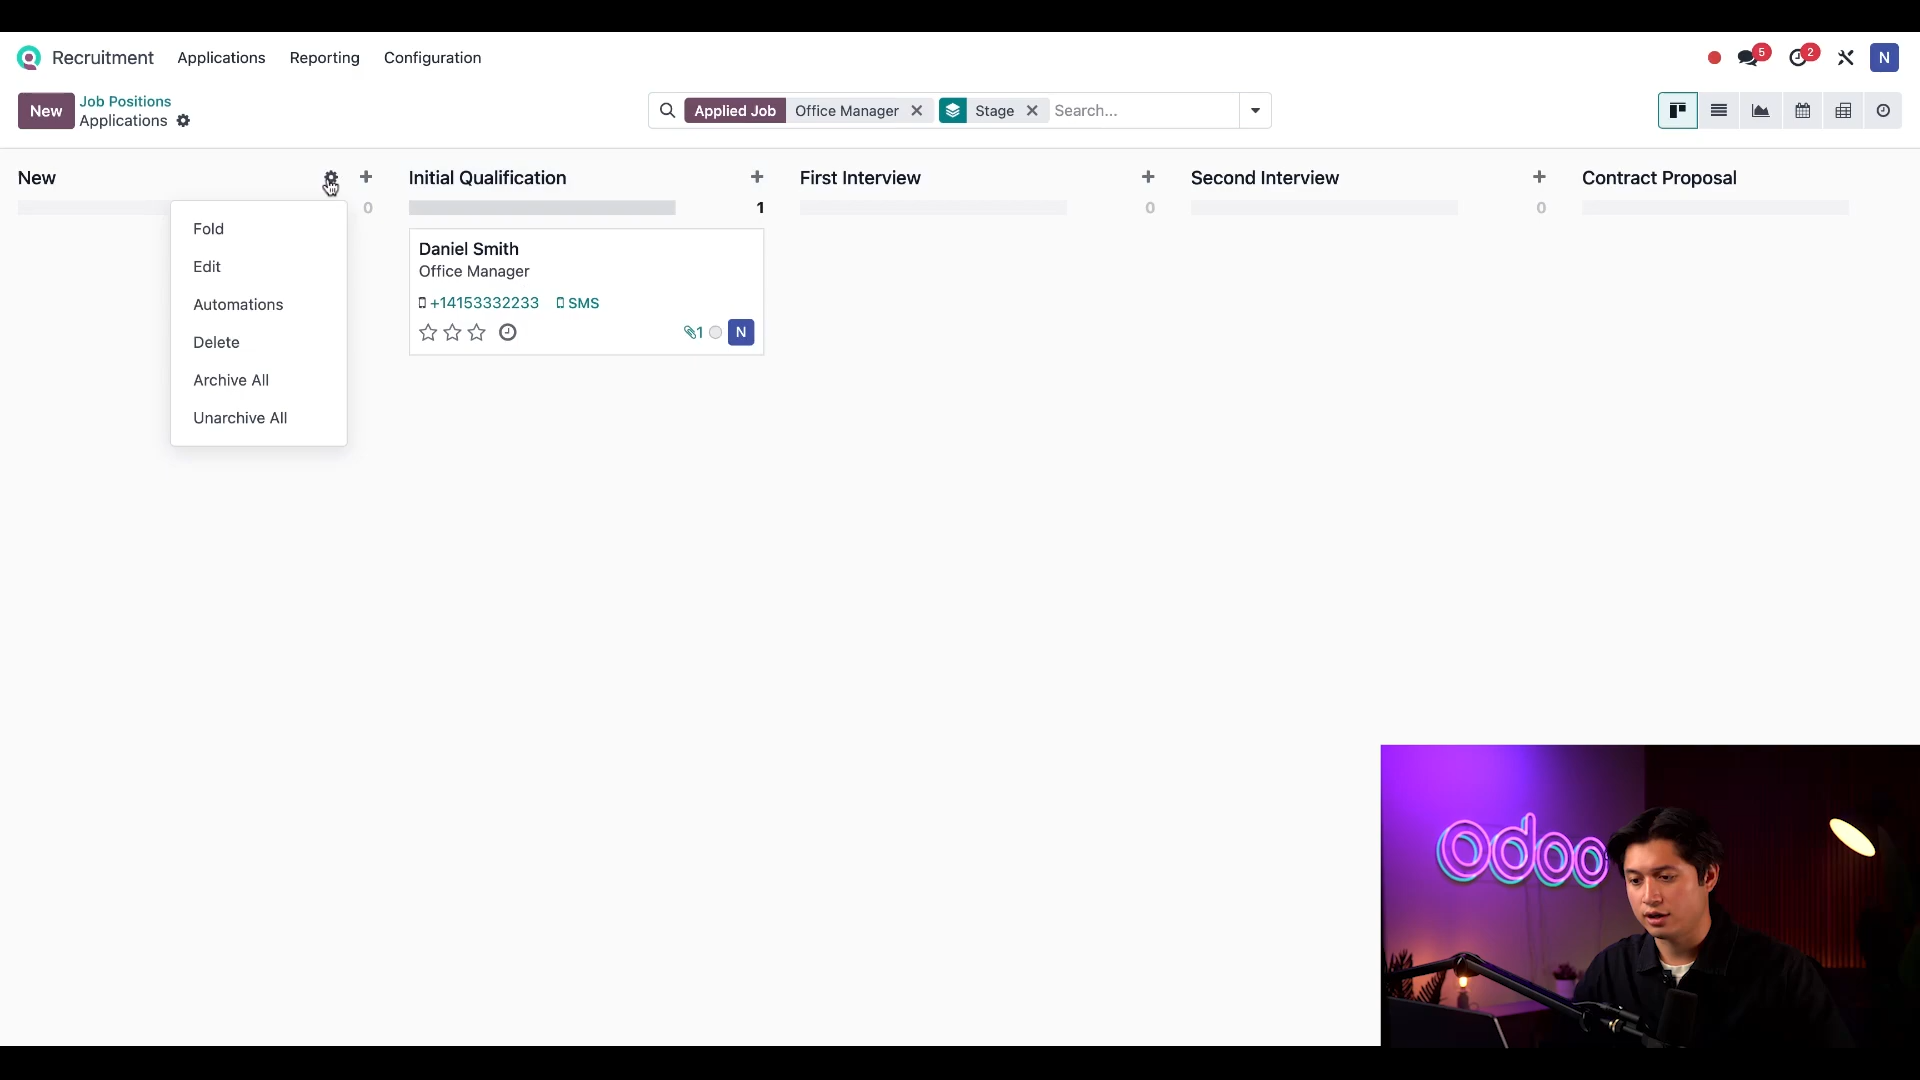 Recruitment Applications Reporting Configuration 5 2 N
New Job Positions
Applications
Applied Job Office Manager Stage Search...
New 0
Initial Qualification 1
First Interview 0
Second Interview 0
Contract Proposal
Fold
Edit
Automations
Delete
Archive All
Unarchive All
Daniel Smith
Office Manager
+14153332233 SMS
1 N
odoo